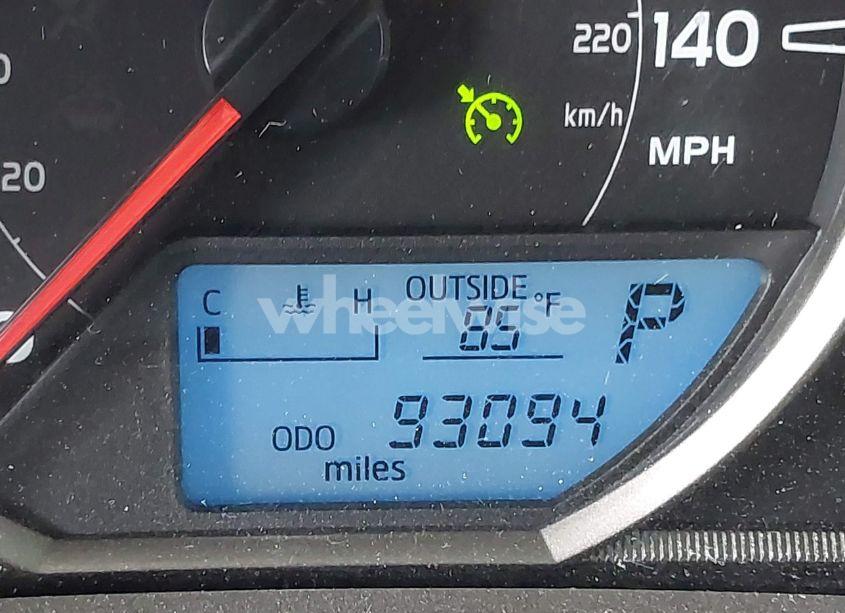 220 140
km/h
MPH
20
C H OUTSIDE
85 °F P
wheelwise
ODO 93094
miles